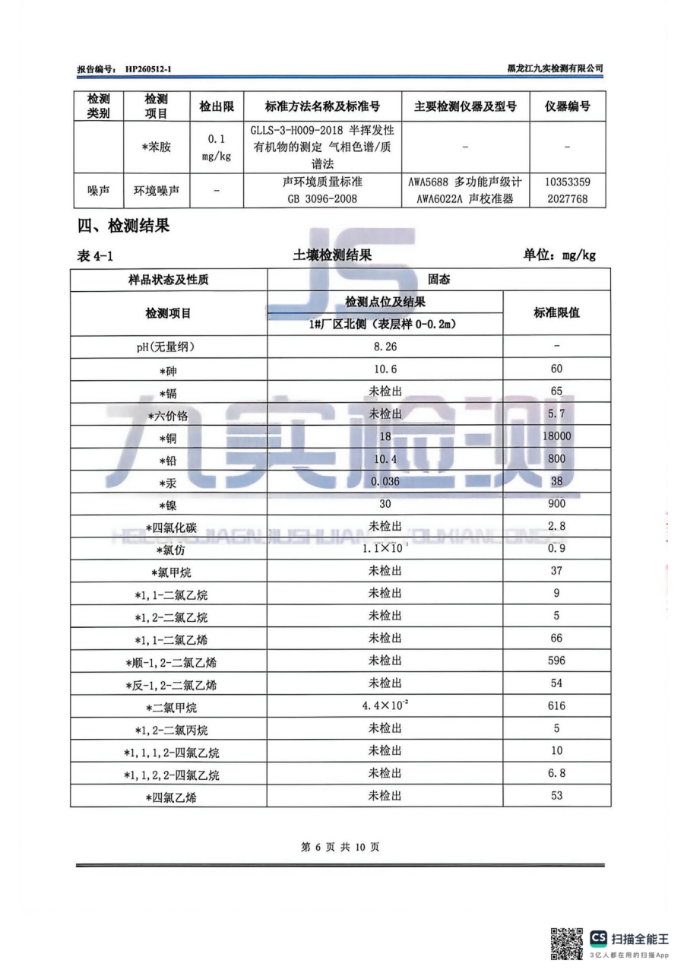 报告编号： HP260512-1 黑龙江九实检测有限公司
检测类别 检测项目 检出限 标准方法名称及标准号 主要检测仪器及型号 仪器编号
*苯胺 0.1 mg/kg GLLS-3-H009-2018 半挥发性有机物的测定 气相色谱/质谱法 - -
噪声 环境噪声 - 声环境质量标准 GB 3096-2008 AWA5688 多功能声级计 AWA6022A 声校准器 10353359 2027768
四、检测结果
表 4-1 土壤检测结果 单位：mg/kg
样品状态及性质 固态
检测项目 检测点位及结果 标准限值
1#厂区北侧（表层样 0-0.2m）
pH(无量纲) 8.26 -
*砷 10.6 60
*镉 未检出 65
*六价铬 未检出 5.7
*铜 18 18000
*铅 10.4 800
*汞 0.036 38
*镍 30 900
*四氯化碳 未检出 2.8
*氯仿 1.1×10 0.9
*氯甲烷 未检出 37
*1,1-二氯乙烷 未检出 9
*1,2-二氯乙烷 未检出 5
*1,1-二氯乙烯 未检出 66
*顺-1,2-二氯乙烯 未检出 596
*反-1,2-二氯乙烯 未检出 54
*二氯甲烷 4.4×10⁻² 616
*1,2-二氯丙烷 未检出 5
*1,1,1,2-四氯乙烷 未检出 10
*1,1,2,2-四氯乙烷 未检出 6.8
*四氯乙烯 未检出 53
JS
九实检测
第 6 页 共 10 页
CS 扫描全能王
3亿人都在用的扫描App